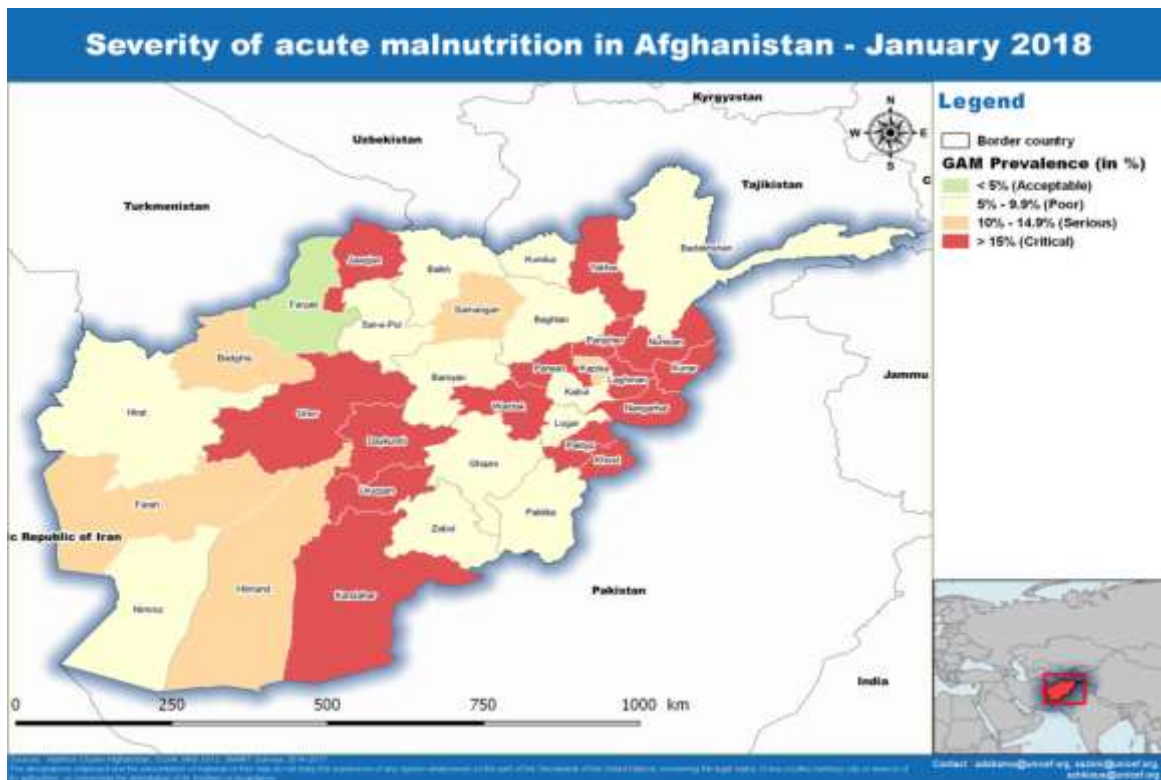 Severity of acute malnutrition in Afghanistan - January 2018
Kyrgyzstan
Uzbekistan
Tajikistan
Turkmenistan
N
W
E
S
C
Legend
Border country
GAM Prevalence (in %)
< 5% (Acceptable)
5% - 9.9% (Poor)
10% - 14.9% (Serious)
> 15% (Critical)
Jawzjan
Balkh
Kunduz
Takhar
Badakhshan
Faryab
Sar-e-Pol
Samangan
Baghlan
Badghis
Panjsher
Nuristan
Bamyan
Parwan
Kapisa
Laghman
Kunar
Jammu
Hirat
Ghor
Wardak
Kabul
Nangarhar
Logar
Daykundi
Paktya
Khost
Ghazni
Farah
Uruzgan
Zabul
Paktika
c Republic of Iran
Nimroz
Hilmand
Kandahar
Pakistan
India
0 250 500 750 1000 km